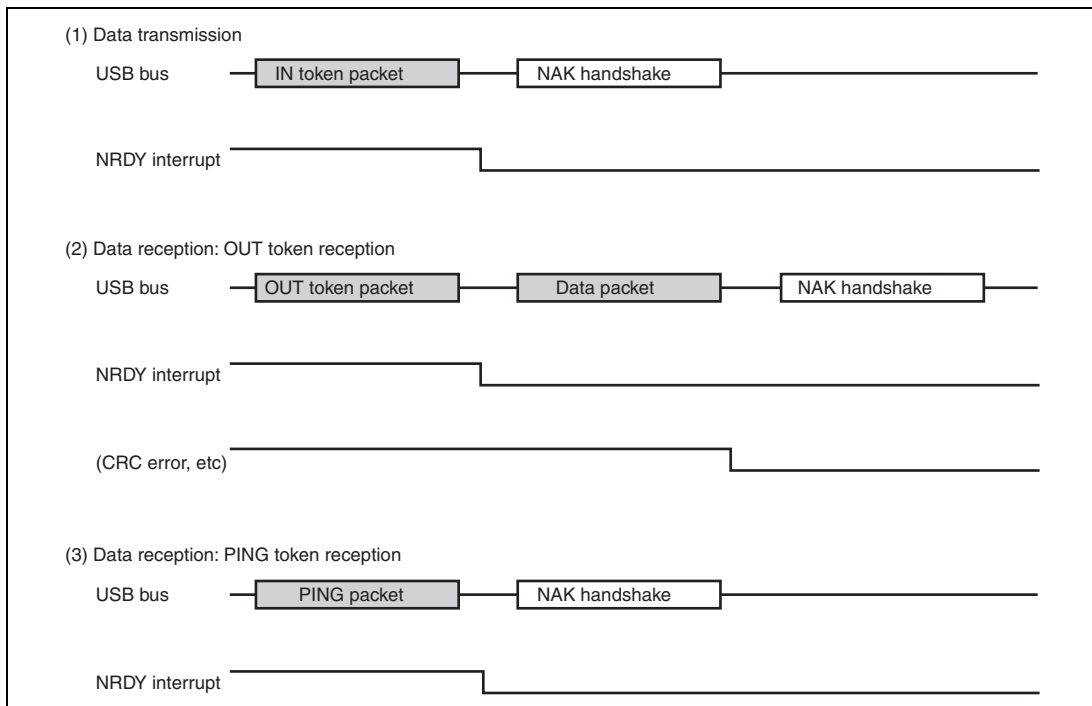 (1) Data transmission
USB bus IN token packet NAK handshake
NRDY interrupt
(2) Data reception: OUT token reception
USB bus OUT token packet Data packet NAK handshake
NRDY interrupt
(CRC error, etc)
(3) Data reception: PING token reception
USB bus PING packet NAK handshake
NRDY interrupt